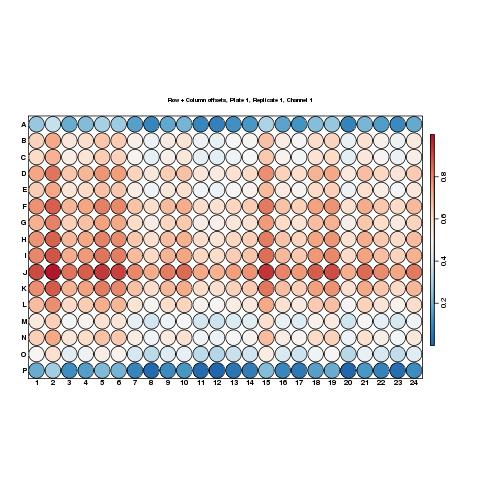 Row + Column offsets, Plate 1, Replicate 1, Channel 1
A
B
C
D
E
F
G
H
I
J
K
L
M
N
O
P
1 2 3 4 5 6 7 8 9 10 11 12 13 14 15 16 17 18 19 20 21 22 23 24
0.8
0.6
0.4
0.2